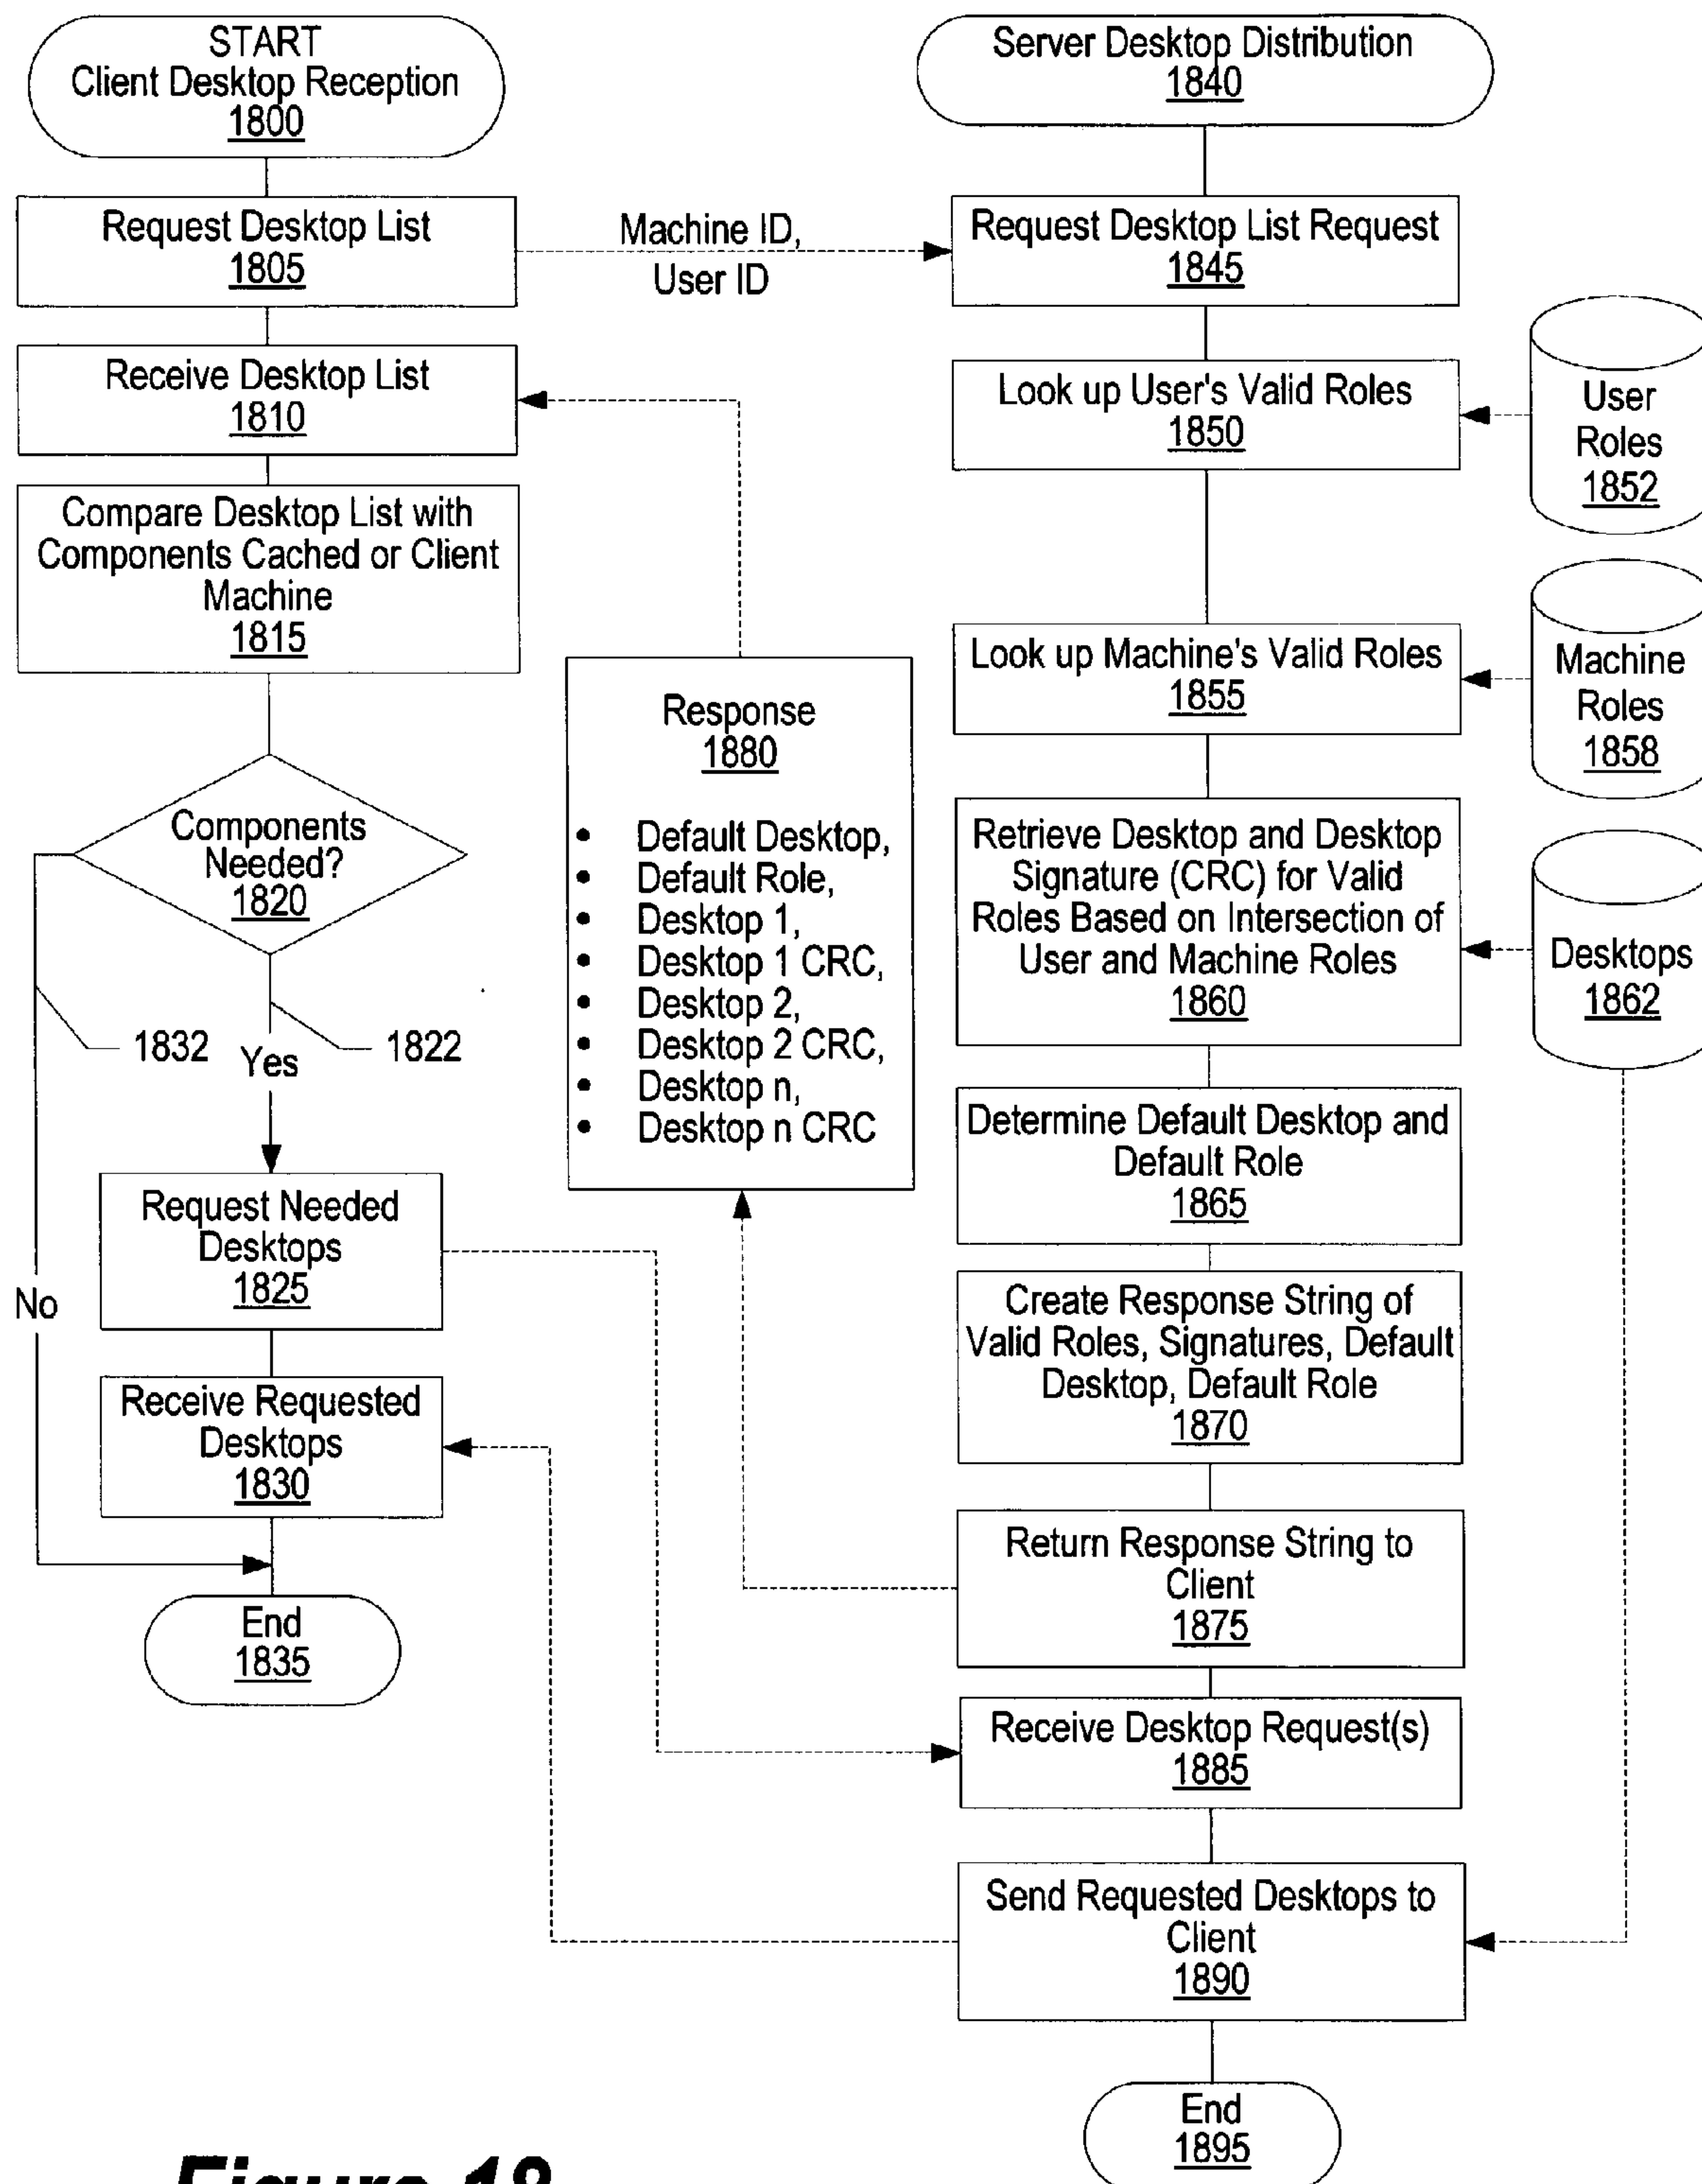 START
Client Desktop Reception
1800
Request Desktop List
1805
Receive Desktop List
1810
Compare Desktop List with
Components Cached or Client
Machine
1815
Components
Needed?
1820
1832
Yes
1822
No
Request Needed
Desktops
1825
Receive Requested
Desktops
1830
End
1835
Machine ID,
User ID
Response
1880
• Default Desktop,
• Default Role,
• Desktop 1,
• Desktop 1 CRC,
• Desktop 2,
• Desktop 2 CRC,
• Desktop n,
• Desktop n CRC
Server Desktop Distribution
1840
Request Desktop List Request
1845
Look up User's Valid Roles
1850
User
Roles
1852
Look up Machine's Valid Roles
1855
Machine
Roles
1858
Retrieve Desktop and Desktop
Signature (CRC) for Valid
Roles Based on Intersection of
User and Machine Roles
1860
Desktops
1862
Determine Default Desktop and
Default Role
1865
Create Response String of
Valid Roles, Signatures, Default
Desktop, Default Role
1870
Return Response String to
Client
1875
Receive Desktop Request(s)
1885
Send Requested Desktops to
Client
1890
End
1895
Figure 18